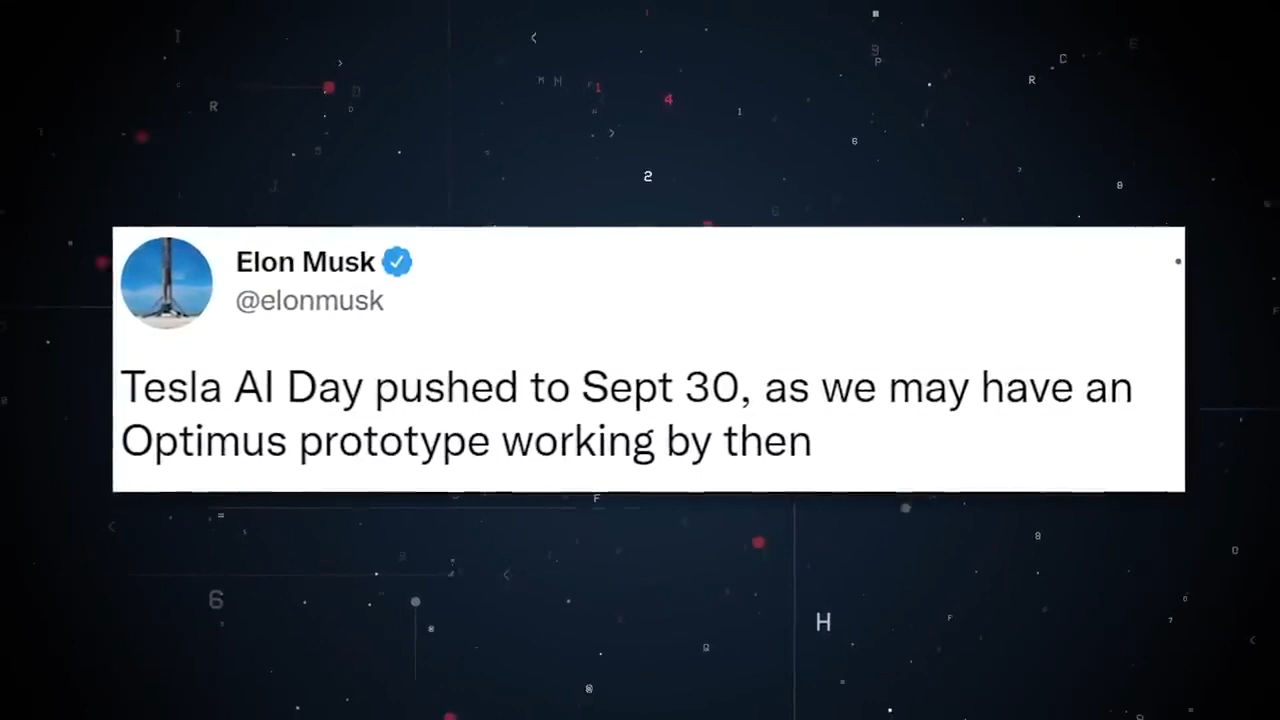 Elon Musk
@elonmusk
Tesla AI Day pushed to Sept 30, as we may have an
Optimus prototype working by then